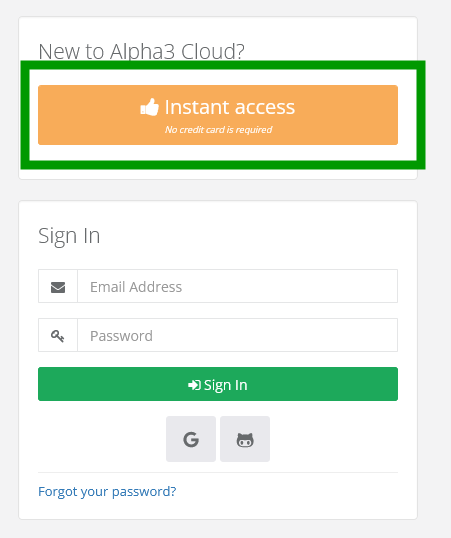 New to Alpha3 Cloud?
Instant access
No credit card is required
Sign In
Email Address
Password
Sign In
Forgot your password?